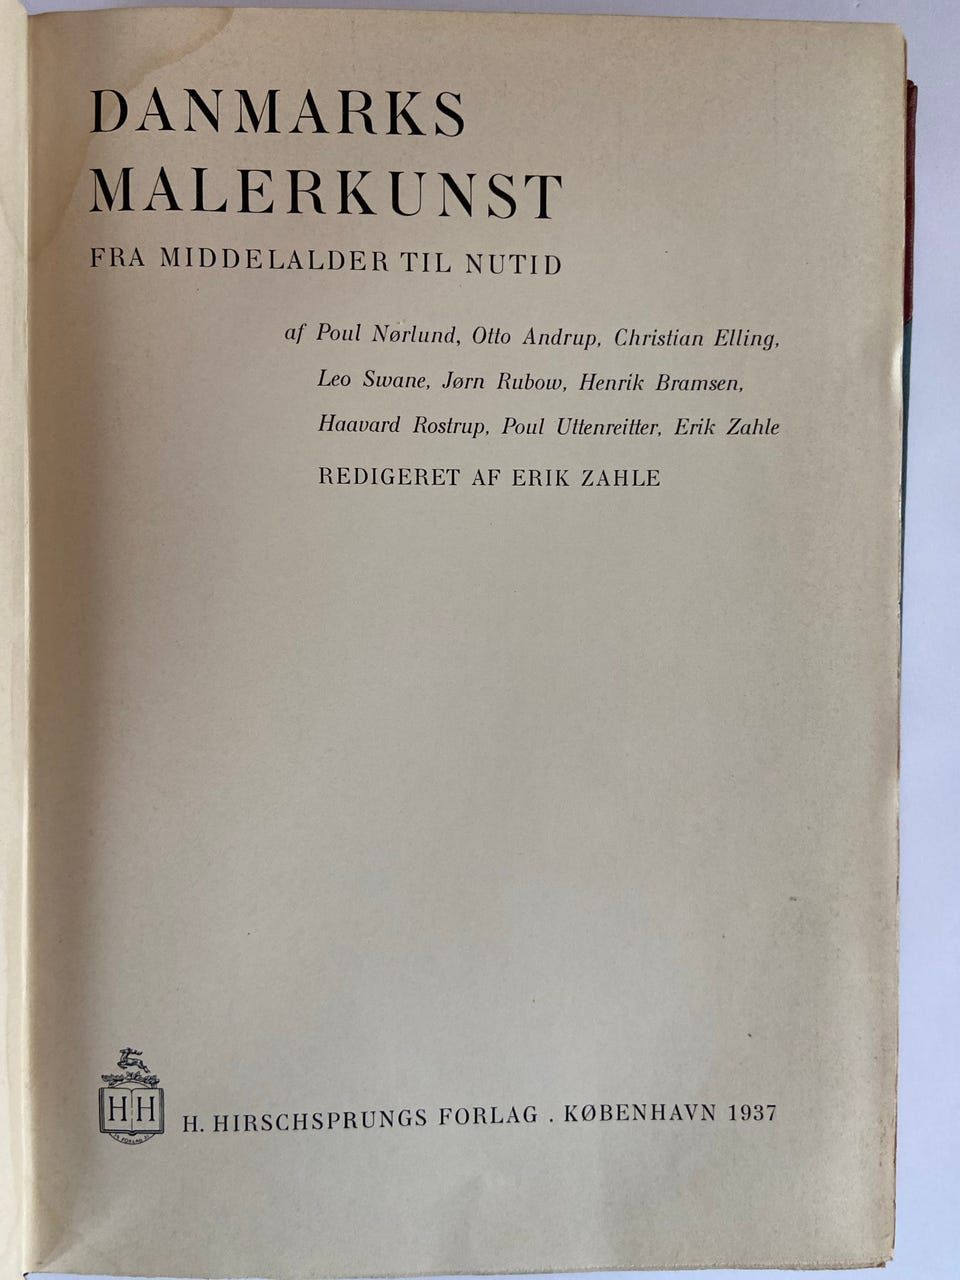 DANMARKS
MALERKUNST
FRA MIDDELALDER TIL NUTID
af Poul Nørlund, Otto Andrup, Christian Elling,
Leo Swane, Jørn Rubow, Henrik Bramsen,
Haavard Rostrup, Poul Uttenreitter, Erik Zahle
REDIGERET AF ERIK ZAHLE
H H
H. HIRSCHSPRUNGS FORLAG . KØBENHAVN 1937